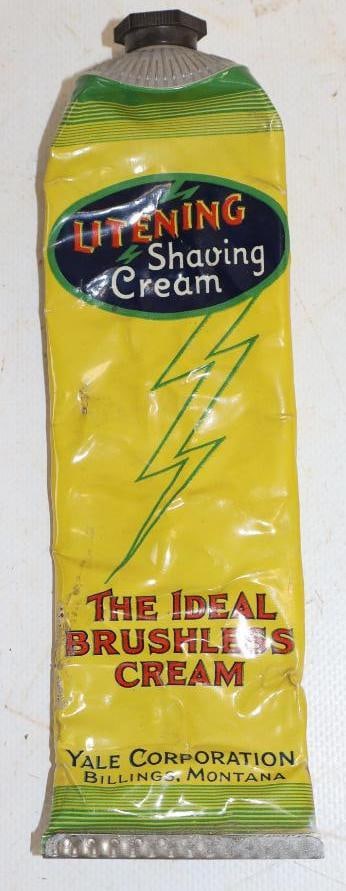 LITENING
Shaving
Cream
THE IDEAL
BRUSHLESS
CREAM
YALE CORPORATION
BILLINGS, MONTANA